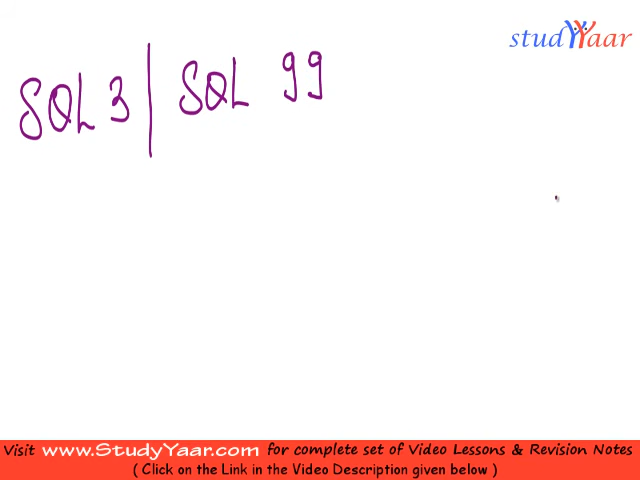 studYYaar
SQL 3 | SQL 99
Visit www.StudyYaar.com for complete set of Video Lessons & Revision Notes
( Click on the Link in the Video Description given below )